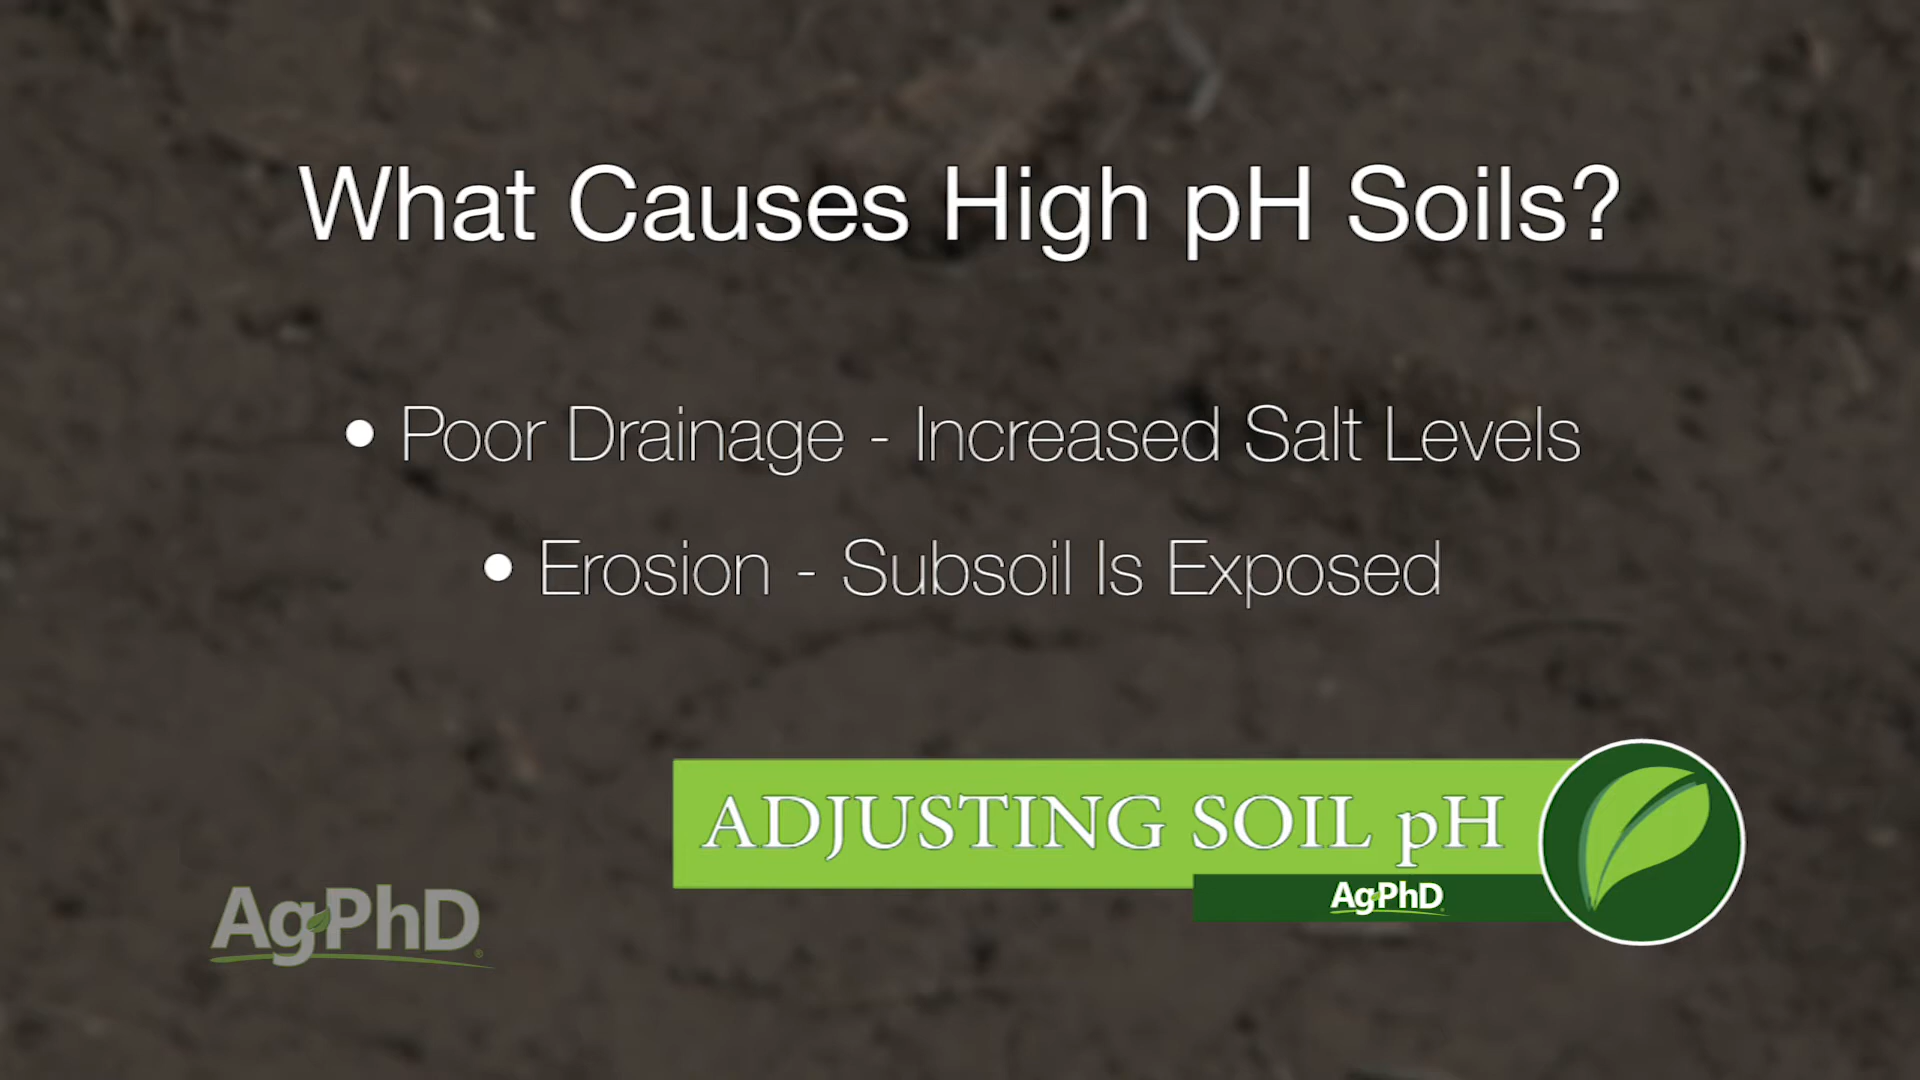 What Causes High pH Soils?
• Poor Drainage - Increased Salt Levels
• Erosion - Subsoil Is Exposed
ADJUSTING SOIL pH
AgPhD
AgPhD®